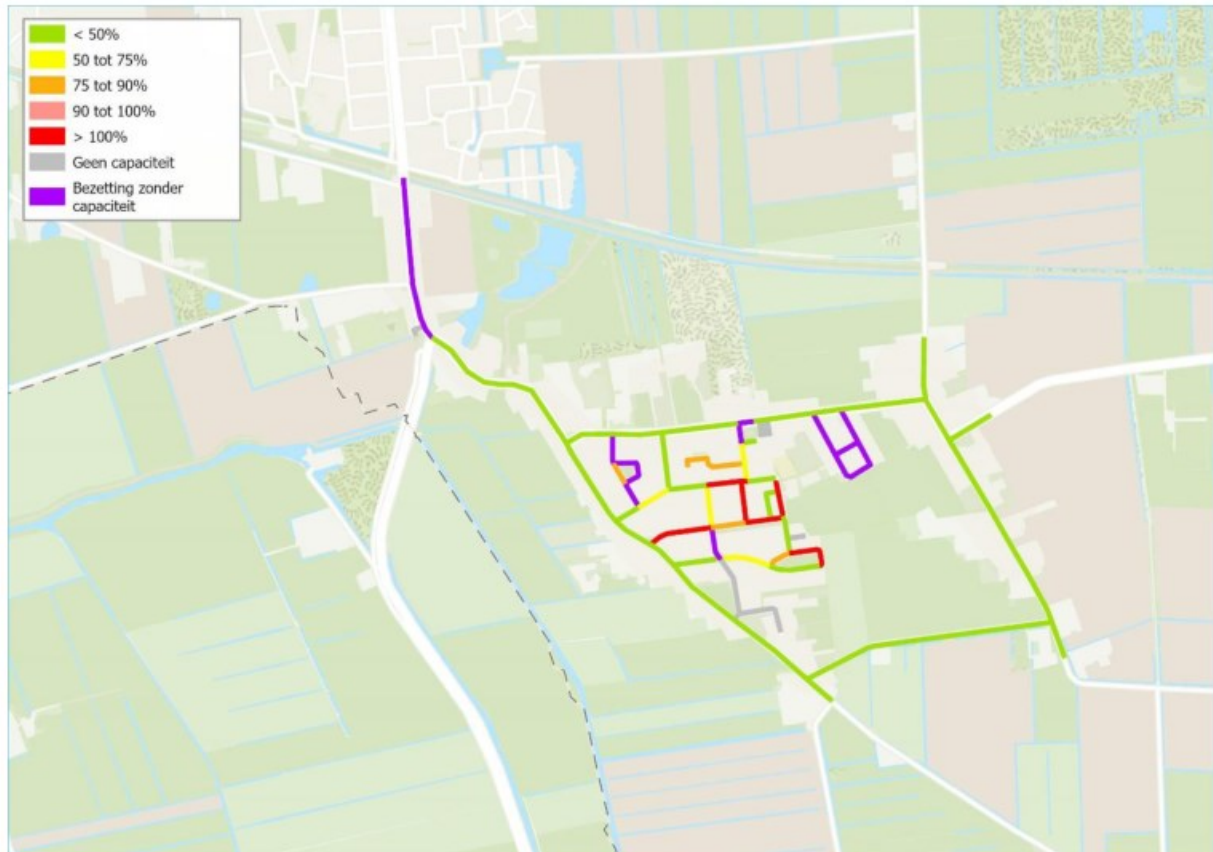 < 50%
50 tot 75%
75 tot 90%
90 tot 100%
> 100%
Geen capaciteit
Bezetting zonder
capaciteit